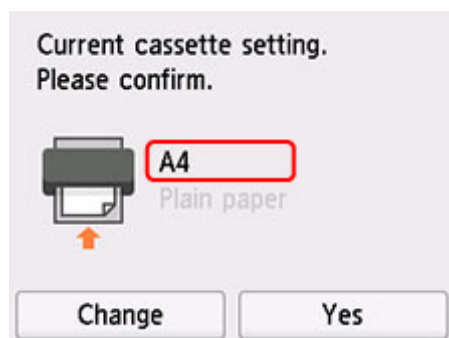 Current cassette setting.
Please confirm.
A4
Plain paper
Change Yes